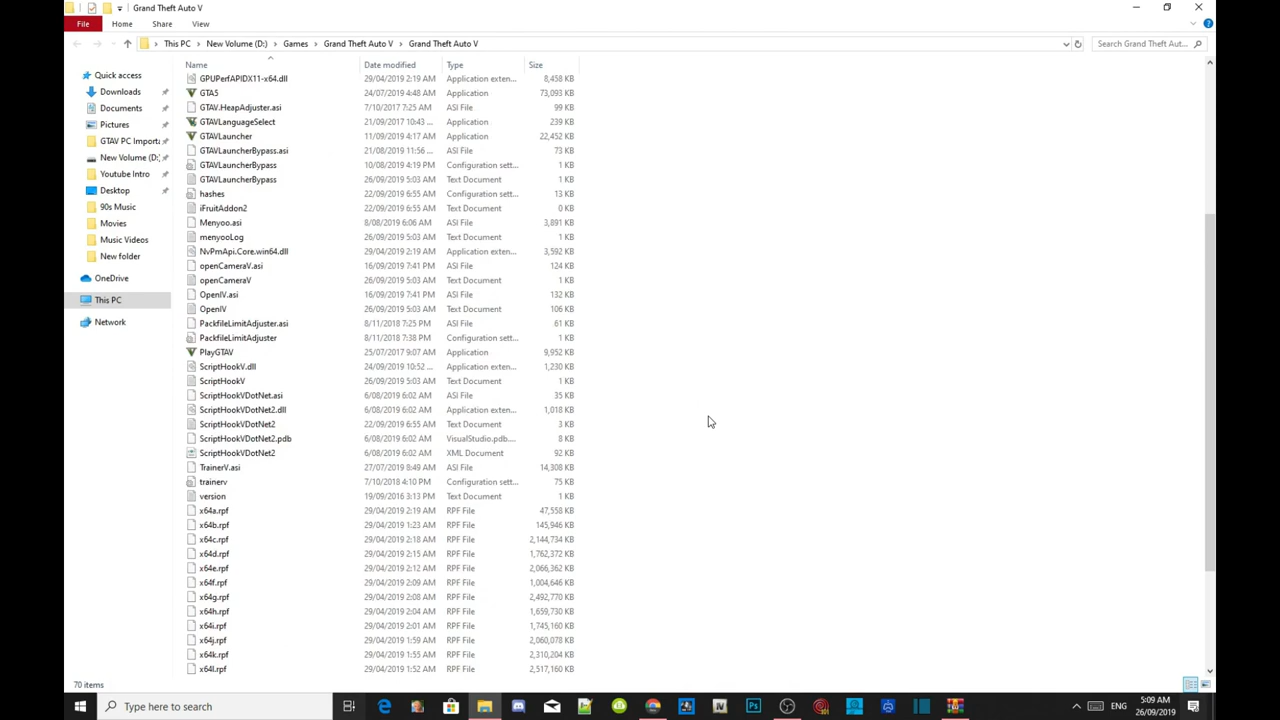 Grand Theft Auto V
File Home Share View
This PC > New Volume (D:) > Games > Grand Theft Auto V > Grand Theft Auto V
Search Grand Theft Aut...
Name Date modified Type Size
Quick access
Downloads
Documents
Pictures
GTAV PC Importa
New Volume (D:)
Youtube Intro
Desktop
90s Music
Movies
Music Videos
New folder
OneDrive
This PC
Network
GPUPerfAPIDX11-x64.dll 29/04/2019 2:19 AM Application exten... 8,458 KB
GTA5 24/07/2019 4:48 AM Application 73,093 KB
GTAV.HeapAdjuster.asi 7/10/2017 7:25 AM ASI File 99 KB
GTAVLanguageSelect 21/09/2017 10:43 ... Application 239 KB
GTAVLauncher 11/09/2019 4:17 AM Application 22,452 KB
GTAVLauncherBypass.asi 21/08/2019 11:56 ... ASI File 73 KB
GTAVLauncherBypass 10/08/2019 4:19 PM Configuration sett... 1 KB
GTAVLauncherBypass 26/09/2019 5:03 AM Text Document 1 KB
hashes 22/09/2019 6:55 AM Configuration sett... 13 KB
iFruitAddon2 22/09/2019 6:55 AM Text Document 0 KB
Menyoo.asi 8/08/2019 6:06 AM ASI File 3,891 KB
menyooLog 26/09/2019 5:03 AM Text Document 1 KB
NvPmApi.Core.win64.dll 29/04/2019 2:19 AM Application exten... 3,592 KB
openCameraV.asi 16/09/2019 7:41 PM ASI File 124 KB
openCameraV 26/09/2019 5:03 AM Text Document 1 KB
OpenIV.asi 16/09/2019 7:41 PM ASI File 132 KB
OpenIV 26/09/2019 5:03 AM Text Document 106 KB
PackfileLimitAdjuster.asi 8/11/2018 7:25 PM ASI File 61 KB
PackfileLimitAdjuster 8/11/2018 7:38 PM Configuration sett... 1 KB
PlayGTAV 25/07/2017 9:07 AM Application 9,952 KB
ScriptHookV.dll 24/09/2019 10:52 ... Application exten... 1,230 KB
ScriptHookV 26/09/2019 5:03 AM Text Document 1 KB
ScriptHookVDotNet.asi 6/08/2019 6:02 AM ASI File 35 KB
ScriptHookVDotNet2.dll 6/08/2019 6:02 AM Application exten... 1,018 KB
ScriptHookVDotNet2 22/09/2019 6:55 AM Text Document 3 KB
ScriptHookVDotNet2.pdb 6/08/2019 6:02 AM VisualStudio.pdb.... 8 KB
ScriptHookVDotNet2 6/08/2019 6:02 AM XML Document 92 KB
TrainerV.asi 27/07/2019 8:49 AM ASI File 14,308 KB
trainerv 7/10/2018 4:10 PM Configuration sett... 75 KB
version 19/09/2016 3:13 PM Text Document 1 KB
x64a.rpf 29/04/2019 2:19 AM RPF File 47,558 KB
x64b.rpf 29/04/2019 1:23 AM RPF File 145,946 KB
x64c.rpf 29/04/2019 2:18 AM RPF File 2,144,734 KB
x64d.rpf 29/04/2019 2:15 AM RPF File 1,762,372 KB
x64e.rpf 29/04/2019 2:12 AM RPF File 2,066,362 KB
x64f.rpf 29/04/2019 2:09 AM RPF File 1,004,646 KB
x64g.rpf 29/04/2019 2:08 AM RPF File 2,492,770 KB
x64h.rpf 29/04/2019 2:04 AM RPF File 1,659,730 KB
x64i.rpf 29/04/2019 2:01 AM RPF File 1,745,160 KB
x64j.rpf 29/04/2019 1:59 AM RPF File 2,060,078 KB
x64k.rpf 29/04/2019 1:55 AM RPF File 2,310,204 KB
x64l.rpf 29/04/2019 1:52 AM RPF File 2,517,160 KB
70 items
Type here to search
ENG
5:09 AM
26/09/2019